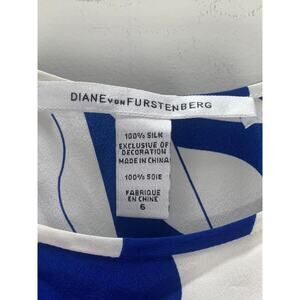 DIANE VON FURSTENBERG
100% SILK
EXCLUSIVE OF
DECORATION
MADE IN CHINA
100% SOIE
FABRIQUE
EN CHINE
6